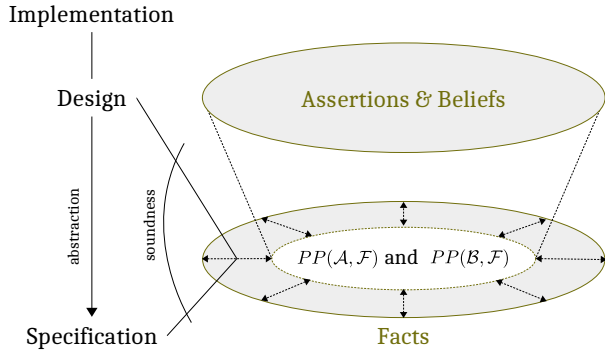 Implementation
Design
Assertions & Beliefs
abstraction
soundness
PP(𝒜, ℱ) and PP(ℬ, ℱ)
Specification
Facts